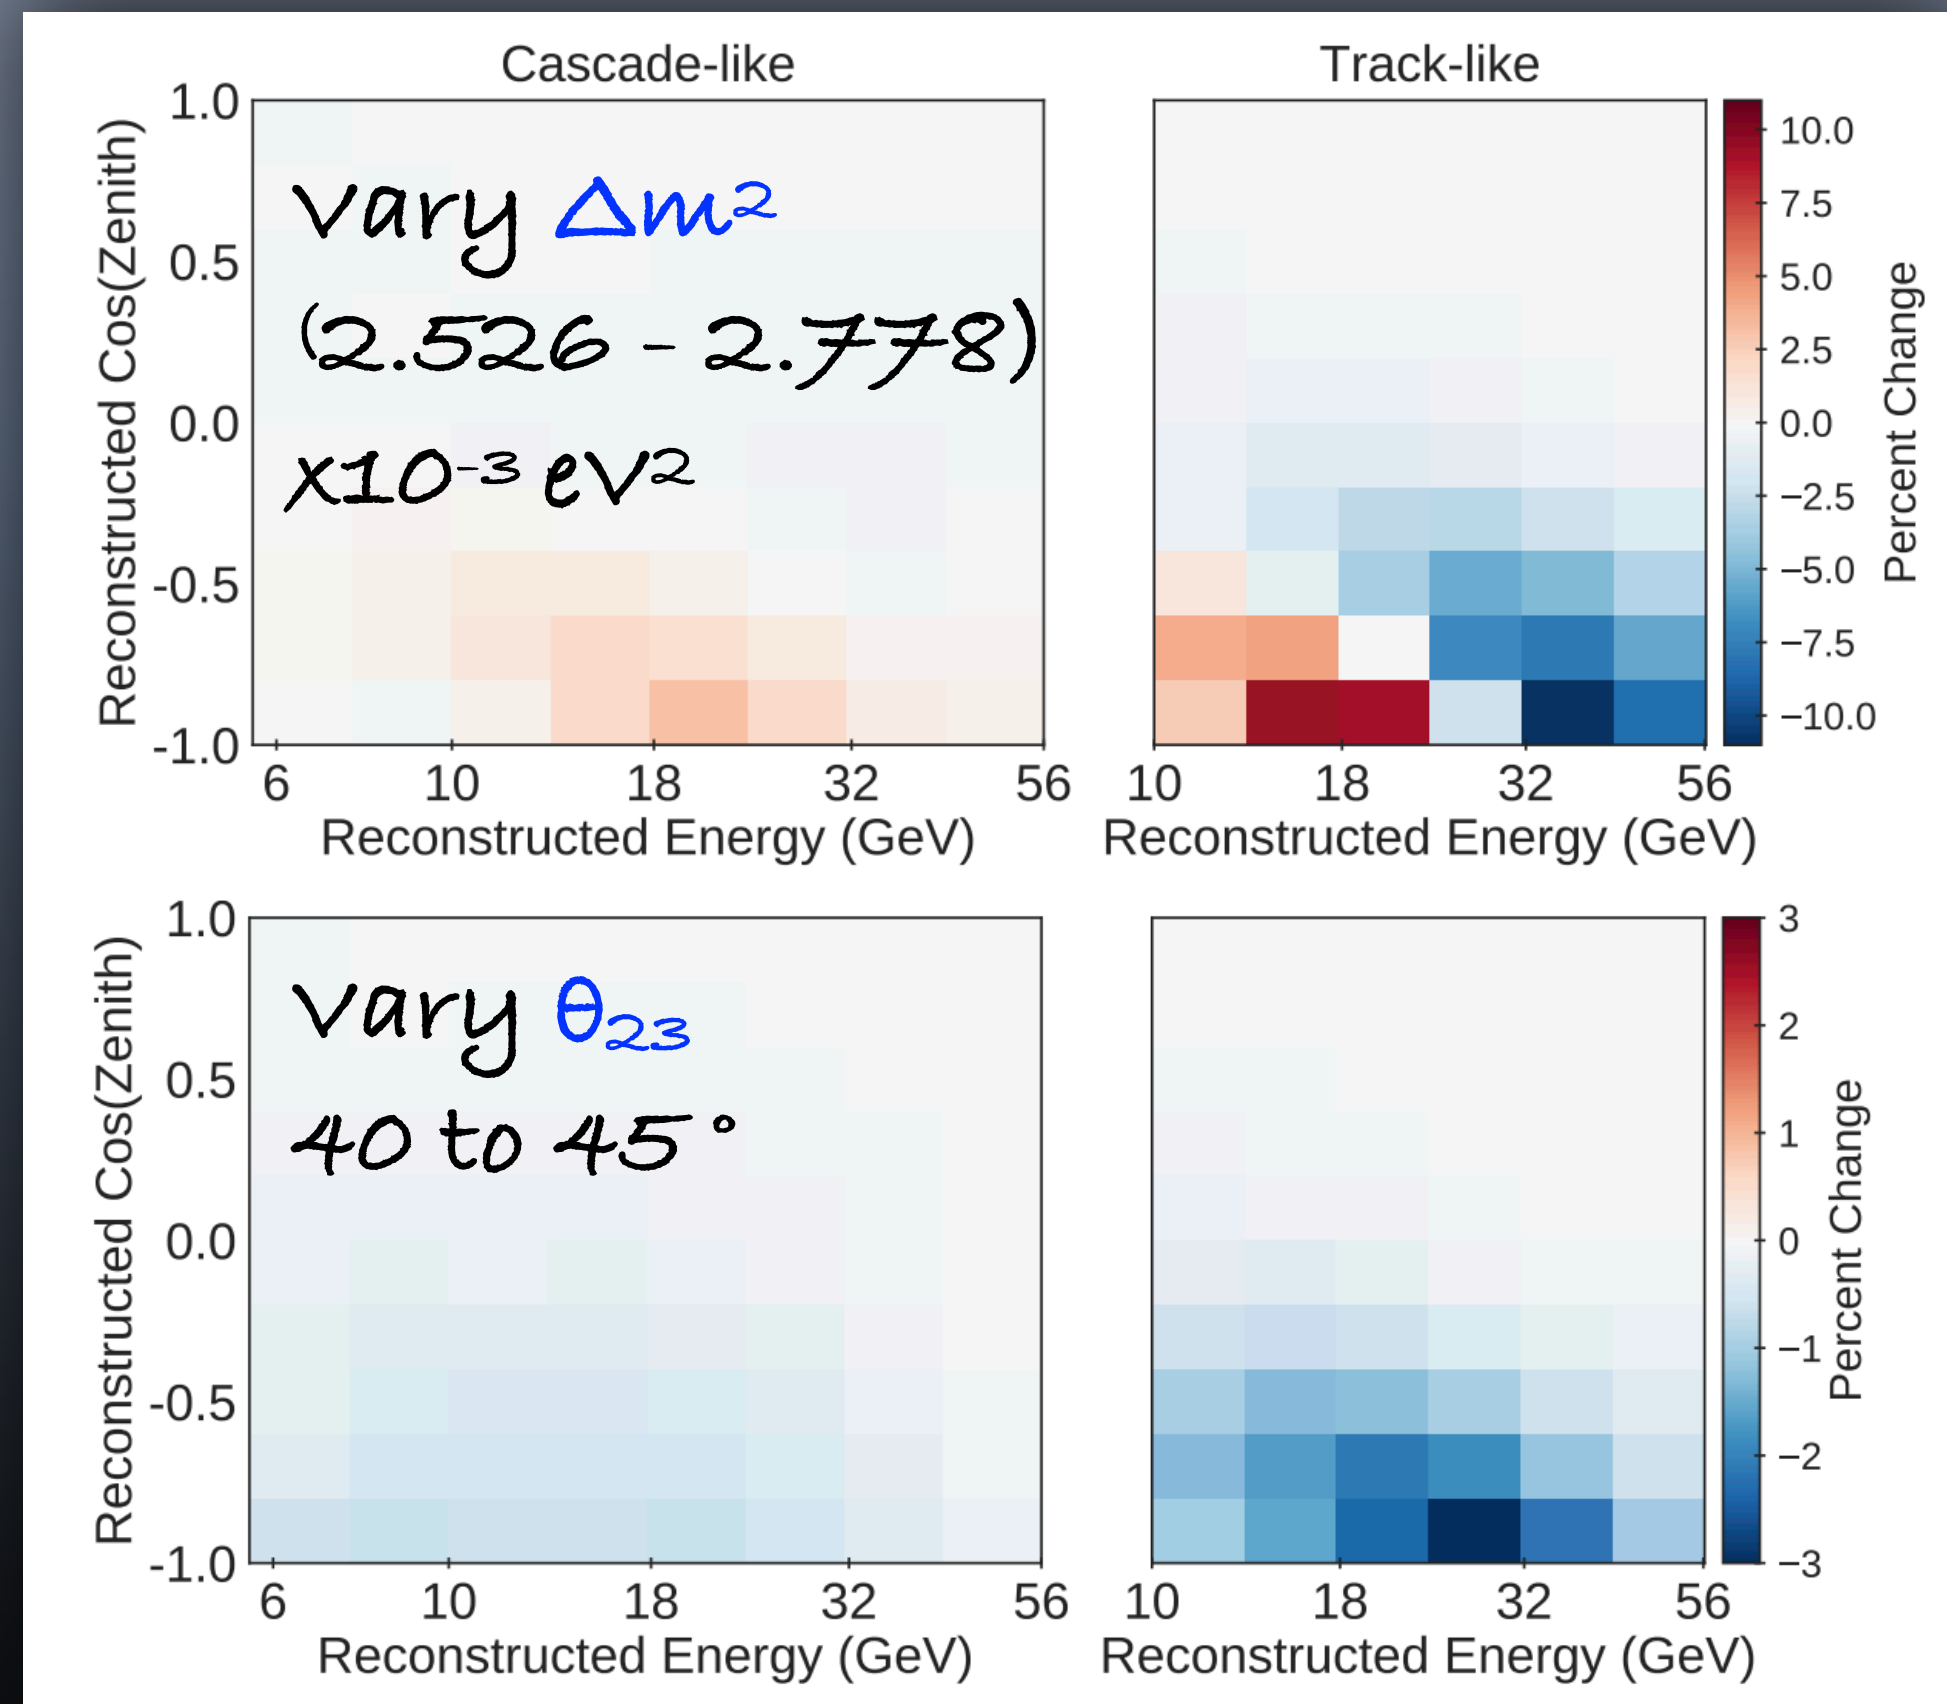 Cascade-like
Track-like
Reconstructed Cos(Zenith)
1.0
0.5
0.0
-0.5
-1.0
vary Δm²
(2.526 - 2.778)
x10⁻³ eV²
6 10 18 32 56
Reconstructed Energy (GeV)
10 18 32 56
Reconstructed Energy (GeV)
10.0
7.5
5.0
2.5
0.0
−2.5
−5.0
−7.5
−10.0
Percent Change
Reconstructed Cos(Zenith)
1.0
0.5
0.0
-0.5
-1.0
vary θ₂₃
40 to 45°
6 10 18 32 56
Reconstructed Energy (GeV)
10 18 32 56
Reconstructed Energy (GeV)
3
2
1
0
−1
−2
−3
Percent Change